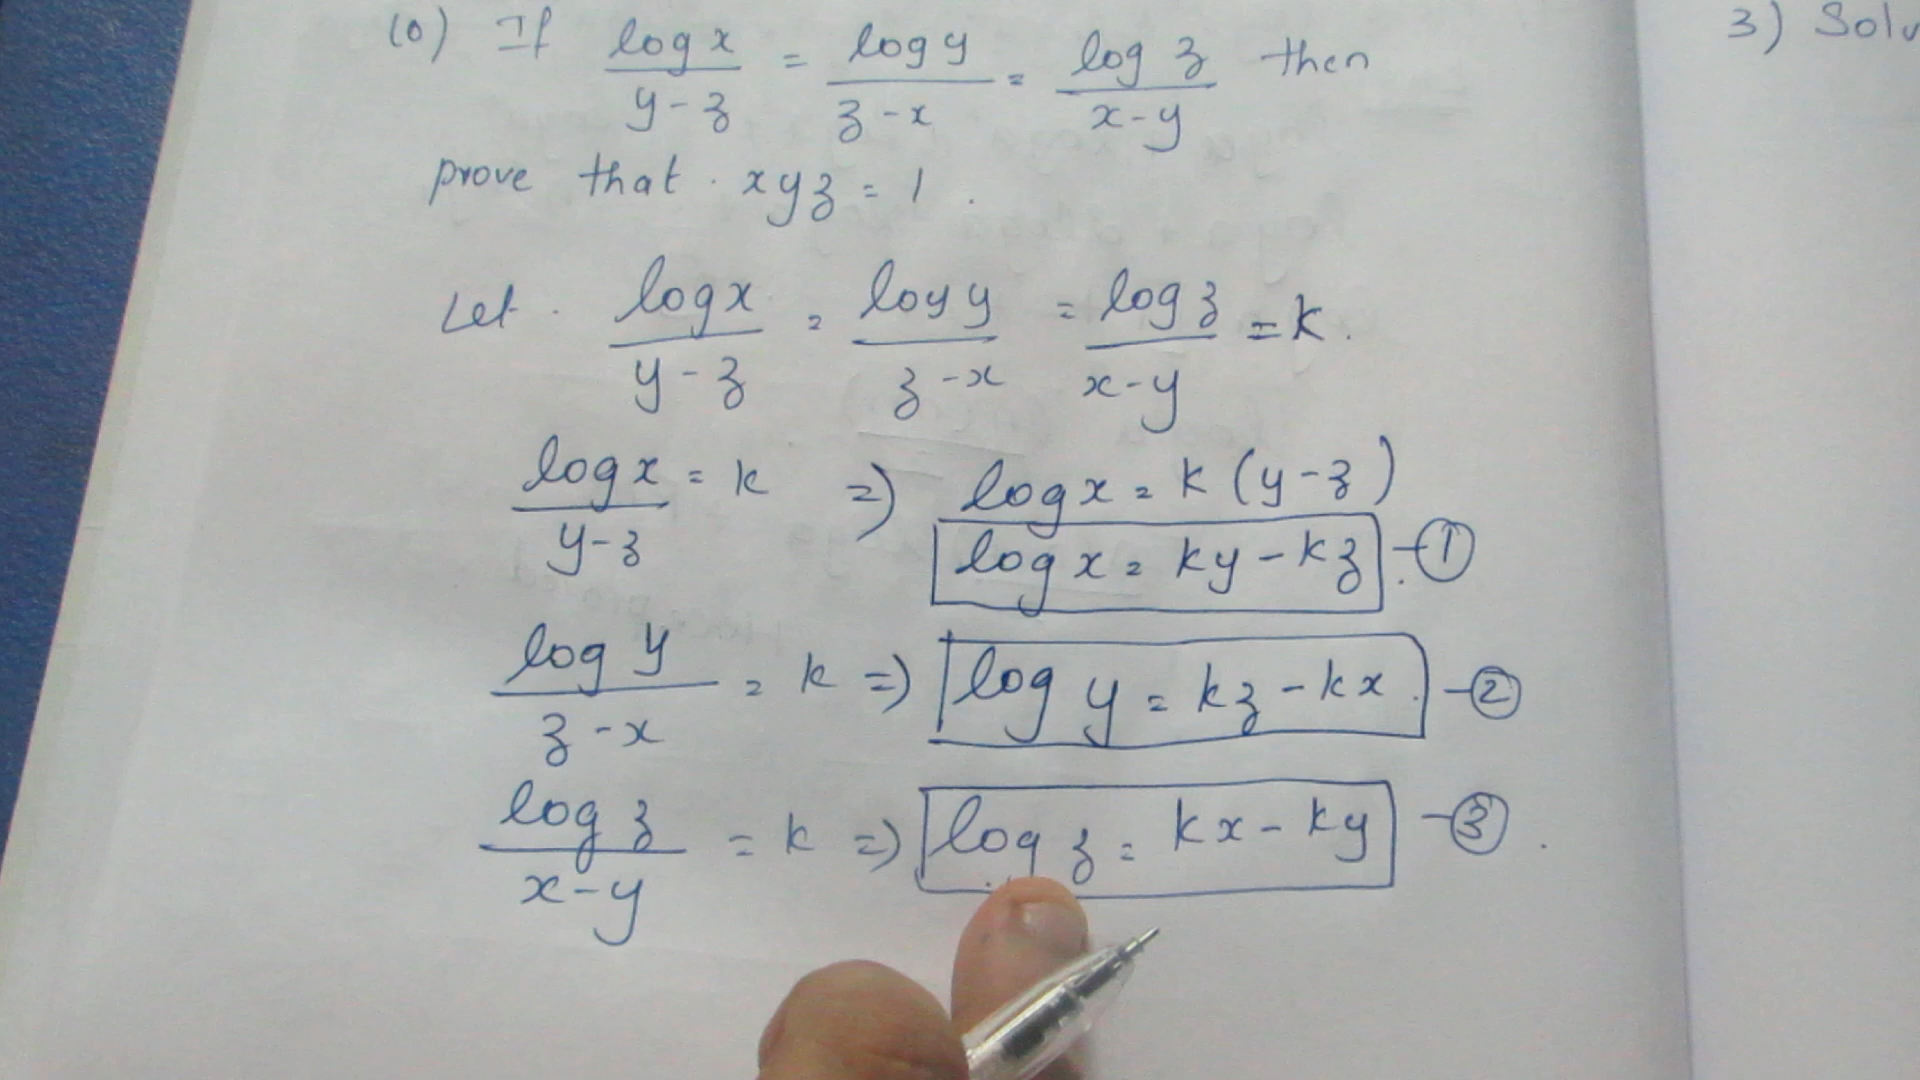 10) If log x / y-z = log y / z-x = log z / x-y then
prove that xyz = 1.
Let log x / y-z = loy y / z-x = log z / x-y = k.
log x / y-z = k => log x = k (y-z)
log x = ky - kz -①
log y / z-x = k => log y = kz - kx. -②
log z / x-y = k => log z = kx - ky -③.
3) Solv